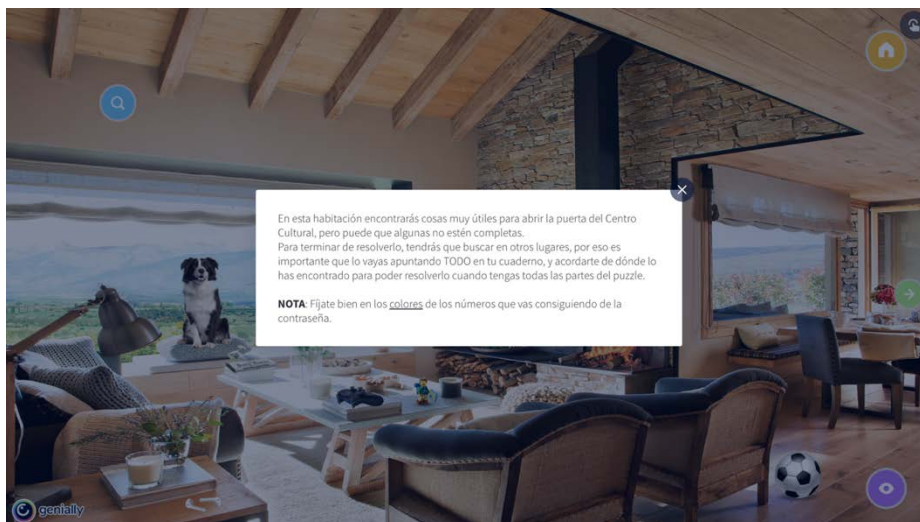 En esta habitación encontrarás cosas muy útiles para abrir la puerta del Centro
Cultural, pero puede que algunas no estén completas.
Para terminar de resolverlo, tendrás que buscar en otros lugares, por eso es
importante que lo vayas apuntando TODO en tu cuaderno, y acordarte de dónde lo
has encontrado para poder resolverlo cuando tengas todas las partes del puzzle.
NOTA: Fíjate bien en los colores de los números que vas consiguiendo de la
contraseña.
genially